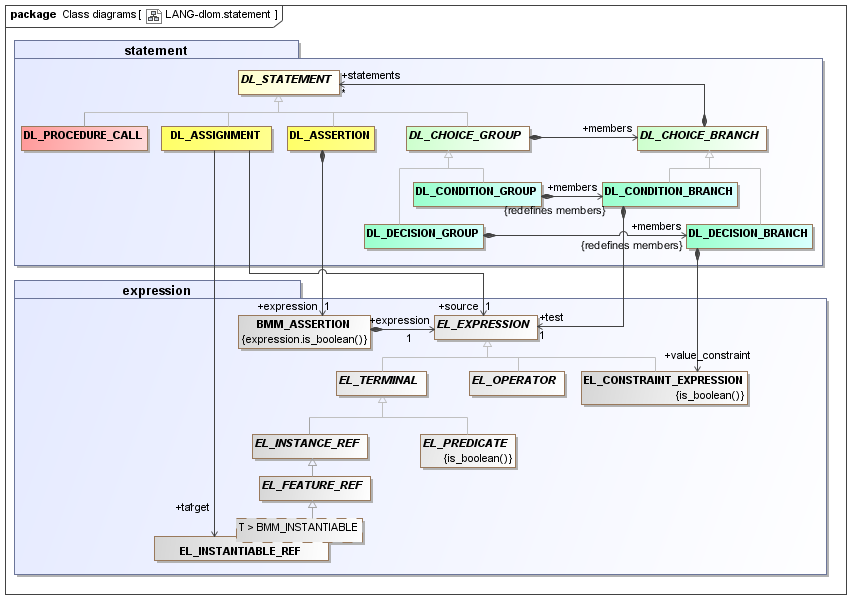 package Class diagrams [ LANG-dlom.statement ]
statement
DL_STATEMENT
+statements
*
DL_PROCEDURE_CALL
DL_ASSIGNMENT
DL_ASSERTION
DL_CHOICE_GROUP
+members
DL_CHOICE_BRANCH
DL_CONDITION_GROUP
+members
{redefines members}
DL_CONDITION_BRANCH
DL_DECISION_GROUP
+members
{redefines members}
DL_DECISION_BRANCH
expression
+expression 1
+source 1
BMM_ASSERTION
{expression.is_boolean()}
+expression
1
EL_EXPRESSION
+test
1
+value_constraint
EL_TERMINAL
EL_OPERATOR
EL_CONSTRAINT_EXPRESSION
{is_boolean()}
EL_INSTANCE_REF
EL_PREDICATE
{is_boolean()}
EL_FEATURE_REF
+target
T > BMM_INSTANTIABLE
EL_INSTANTIABLE_REF